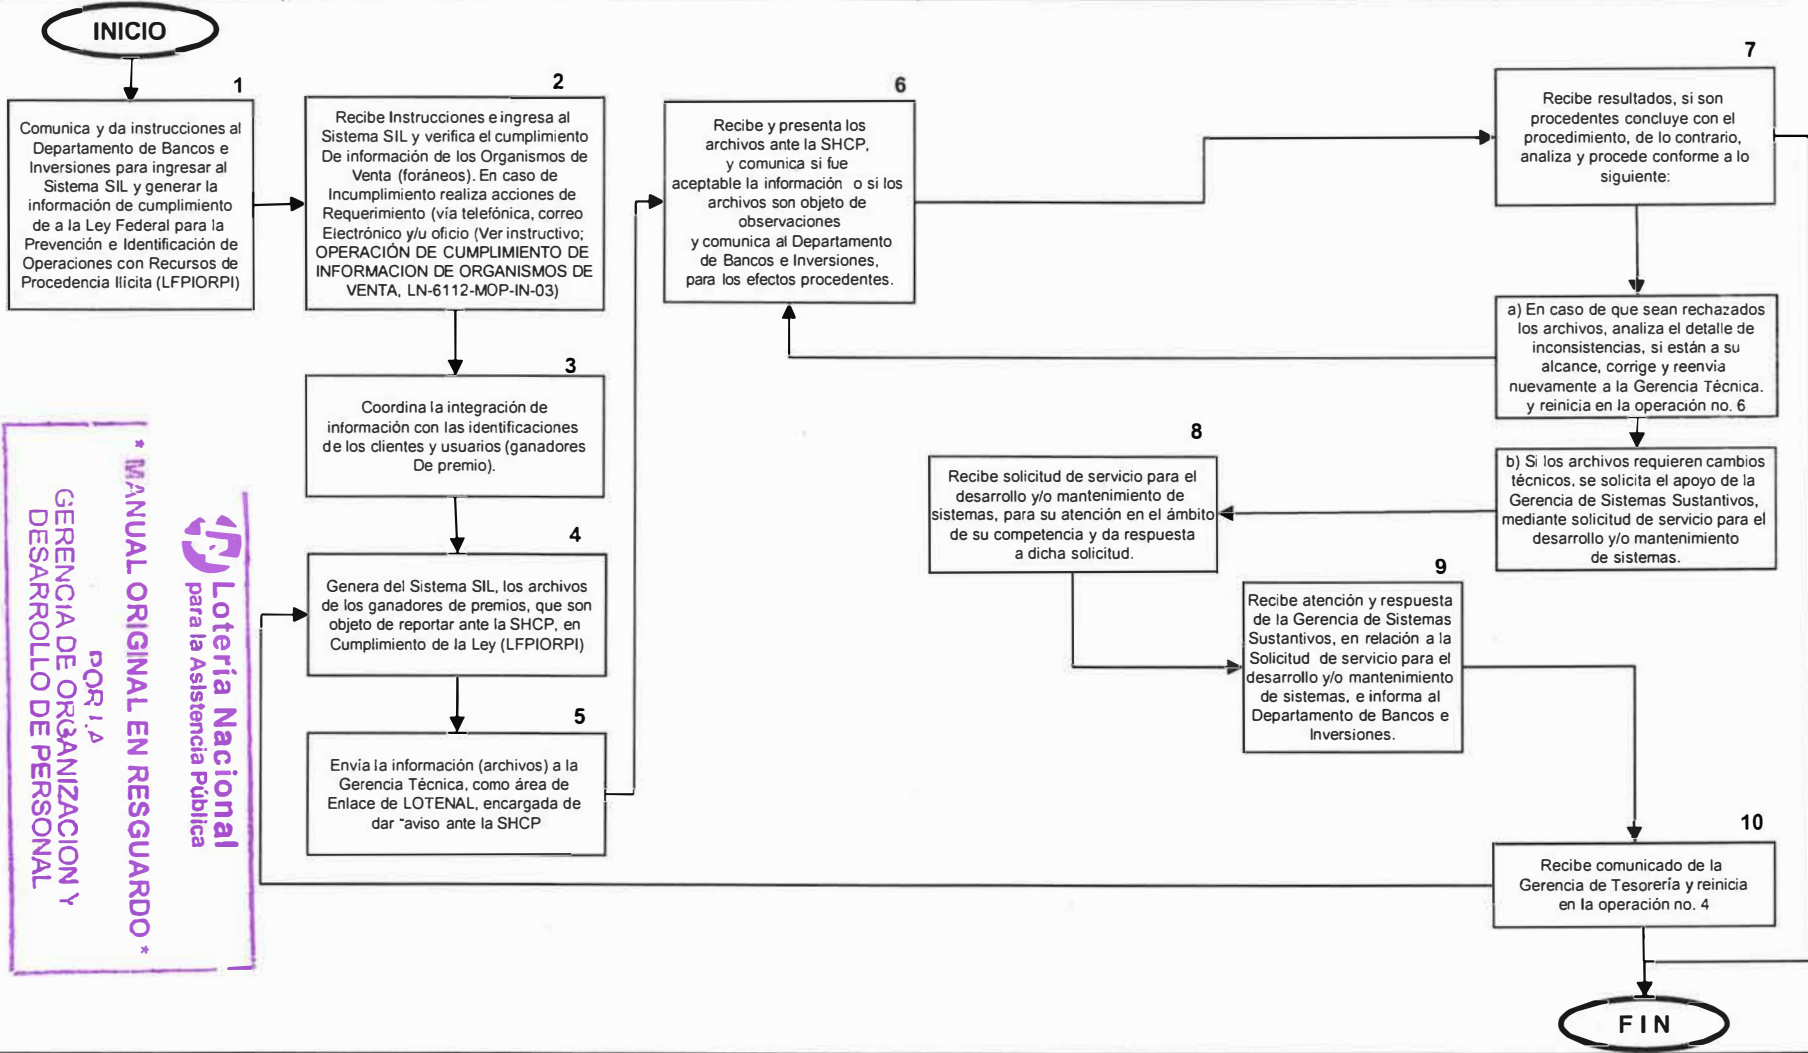 INICIO
1
Comunica y da instrucciones al
Departamento de Bancos e
Inversiones para ingresar al
Sistema SIL y generar la
información de cumplimiento
de a la Ley Federal para la
Prevención e Identificación de
Operaciones con Recursos de
Procedencia Ilícita (LFPIORPI)
2
Recibe Instrucciones e ingresa al
Sistema SIL y verifica el cumplimiento
De información de los Organismos de
Venta (foráneos). En caso de
Incumplimiento realiza acciones de
Requerimiento (vía telefónica, correo
Electrónico y/u oficio (Ver instructivo;
OPERACIÓN DE CUMPLIMIENTO DE
INFORMACION DE ORGANISMOS DE
VENTA, LN-6112-MOP-IN-03)
3
Coordina la integración de
información con las identificaciones
de los clientes y usuarios (ganadores
De premio).
4
Genera del Sistema SIL, los archivos
de los ganadores de premios, que son
objeto de reportar ante la SHCP, en
Cumplimiento de la Ley (LFPIORPI)
5
Envía la información (archivos) a la
Gerencia Técnica, como área de
Enlace de LOTENAL, encargada de
dar "aviso ante la SHCP
6
Recibe y presenta los
archivos ante la SHCP,
y comunica si fue
aceptable la información o si los
archivos son objeto de
observaciones
y comunica al Departamento
de Bancos e Inversiones,
para los efectos procedentes.
7
Recibe resultados, si son
procedentes concluye con el
procedimiento, de lo contrario,
analiza y procede conforme a lo
siguiente:
a) En caso de que sean rechazados
los archivos, analiza el detalle de
inconsistencias, si están a su
alcance, corrige y reenvía
nuevamente a la Gerencia Técnica.
y reinicia en la operación no. 6
b) Si los archivos requieren cambios
técnicos, se solicita el apoyo de la
Gerencia de Sistemas Sustantivos,
mediante solicitud de servicio para el
desarrollo y/o mantenimiento
de sistemas.
8
Recibe solicitud de servicio para el
desarrollo y/o mantenimiento de
sistemas, para su atención en el ámbito
de su competencia y da respuesta
a dicha solicitud.
9
Recibe atención y respuesta
de la Gerencia de Sistemas
Sustantivos, en relación a la
Solicitud de servicio para el
desarrollo y/o mantenimiento
de sistemas, e informa al
Departamento de Bancos e
Inversiones.
10
Recibe comunicado de la
Gerencia de Tesorería y reinicia
en la operación no. 4
FIN
Lotería Nacional
para la Asistencia Pública
* MANUAL ORIGINAL EN RESGUARDO *
POR LA
GERENCIA DE ORGANIZACION Y
DESARROLLO DE PERSONAL